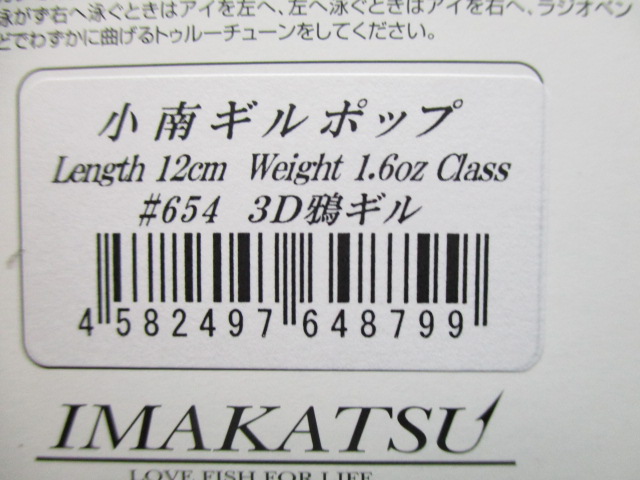 泳がず右へ泳ぐときはアイを左へ、左へ泳ぐときはアイを右へ、ラジオペン
どでわずかに曲げるトゥルーチューンをしてください。
小南ギルポップ
Length 12cm Weight 1.6oz Class
#654 3D鴉ギル
4 582497 648799
IMAKATSU
LOVE FISH FOR LIFE